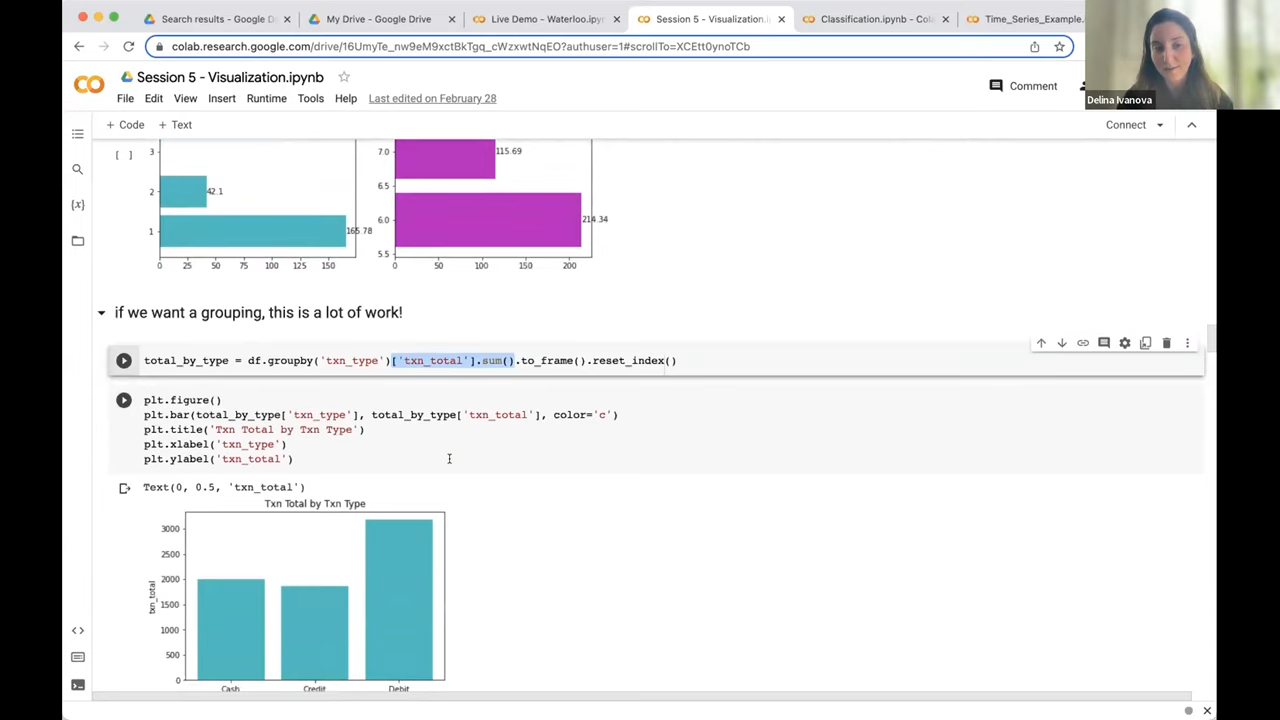 Search results - Google D
My Drive - Google Drive
Live Demo - Waterloo.ipyn
Session 5 - Visualization.i
Classification.ipynb - Cola
Time_Series_Example.
colab.research.google.com/drive/16UmyTe_nw9eM9xctBkTgq_cWzxwtNqEO?authuser=1#scrollTo=XCEtt0ynoTCb
Session 5 - Visualization.ipynb
Comment
Delina Ivanova
File Edit View Insert Runtime Tools Help Last edited on February 28
+ Code + Text
Connect
[ ]
3
2
1
42.1
165.78
0 25 50 75 100 125 150
7.0
6.5
6.0
5.5
115.69
214.34
0 50 100 150 200
if we want a grouping, this is a lot of work!
total_by_type = df.groupby('txn_type')['txn_total'].sum().to_frame().reset_index()
plt.figure()
plt.bar(total_by_type['txn_type'], total_by_type['txn_total'], color='c')
plt.title('Txn Total by Txn Type')
plt.xlabel('txn_type')
plt.ylabel('txn_total')
Text(0, 0.5, 'txn_total')
Txn Total by Txn Type
3000
2500
2000
1500
1000
500
0
txn_total
Cash Credit Debit